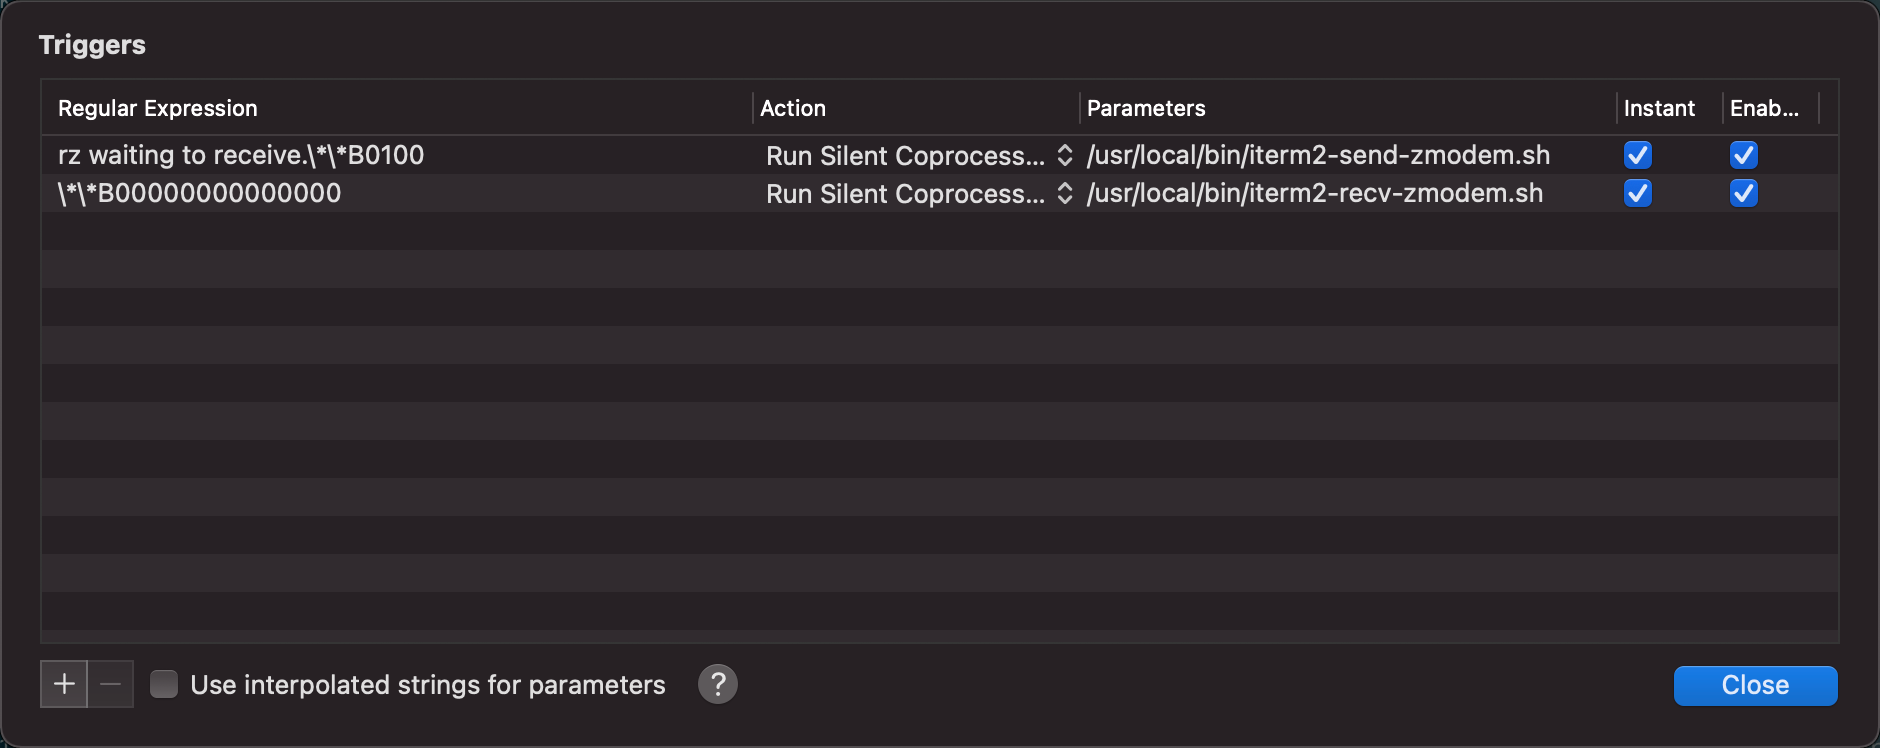 Triggers
Regular Expression Action Parameters Instant Enab...
rz waiting to receive.\*\*B0100 Run Silent Coprocess... /usr/local/bin/iterm2-send-zmodem.sh
\*\*B00000000000000 Run Silent Coprocess... /usr/local/bin/iterm2-recv-zmodem.sh
+ − Use interpolated strings for parameters ? Close